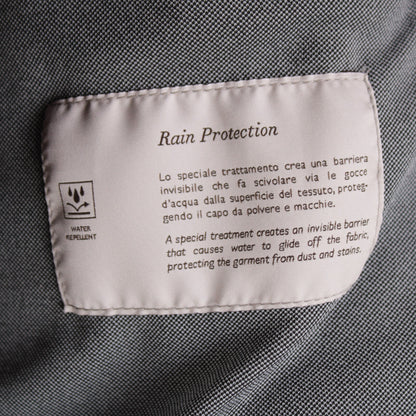 Rain Protection
Lo speciale trattamento crea una barriera
invisibile che fa scivolare via le gocce
d'acqua dalla superficie del tessuto, proteg-
gendo il capo da polvere e macchie.
WATER
REPELLENT
A special treatment creates an invisible barrier
that causes water to glide off the fabric,
protecting the garment from dust and stains.